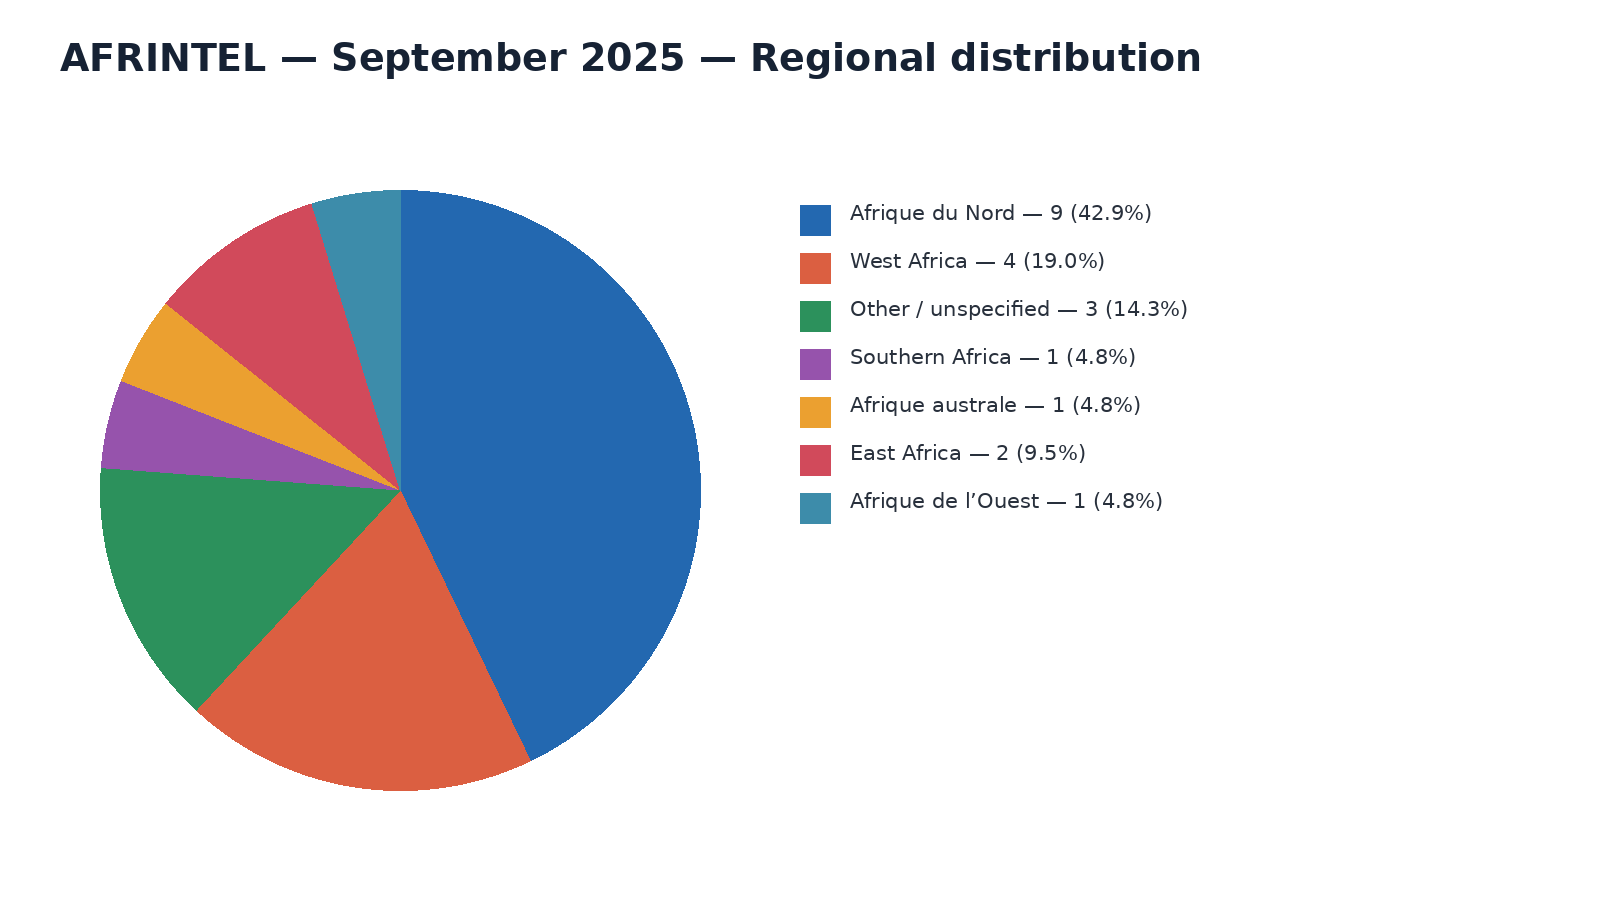 AFRINTEL — September 2025 — Regional distribution
Afrique du Nord — 9 (42.9%)
West Africa — 4 (19.0%)
Other / unspecified — 3 (14.3%)
Southern Africa — 1 (4.8%)
Afrique australe — 1 (4.8%)
East Africa — 2 (9.5%)
Afrique de l’Ouest — 1 (4.8%)